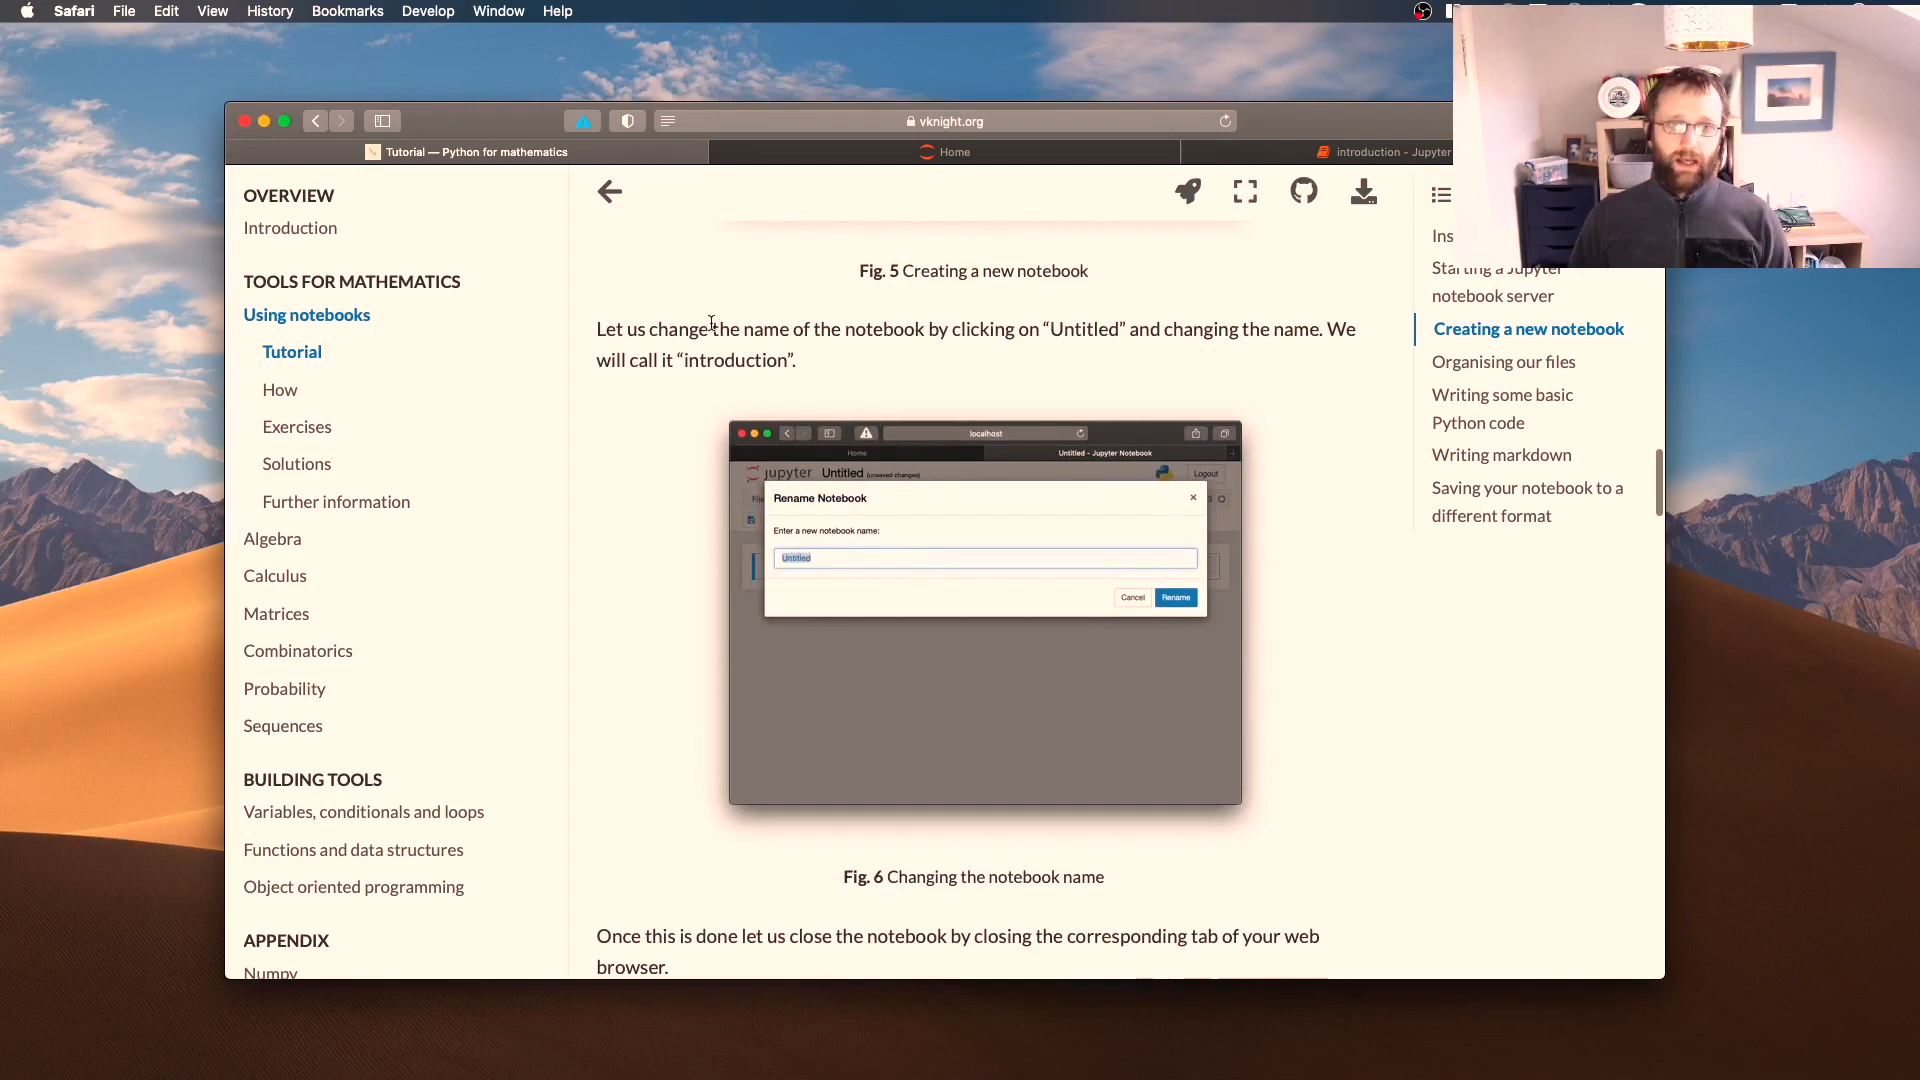 Safari File Edit View History Bookmarks Develop Window Help
vknight.org
Tutorial — Python for mathematics
Home
introduction - Jupyter
OVERVIEW
Introduction
TOOLS FOR MATHEMATICS
Using notebooks
Tutorial
How
Exercises
Solutions
Further information
Algebra
Calculus
Matrices
Combinatorics
Probability
Sequences
BUILDING TOOLS
Variables, conditionals and loops
Functions and data structures
Object oriented programming
APPENDIX
Numpy
Fig. 5 Creating a new notebook
Let us change the name of the notebook by clicking on “Untitled” and changing the name. We
will call it “introduction”.
localhost
Home
Untitled - Jupyter Notebook
jupyter Untitled (unsaved changes)
Logout
Rename Notebook
×
Enter a new notebook name:
Untitled
Cancel
Rename
Fig. 6 Changing the notebook name
Once this is done let us close the notebook by closing the corresponding tab of your web
browser.
Starting a Jupyter
notebook server
Creating a new notebook
Organising our files
Writing some basic
Python code
Writing markdown
Saving your notebook to a
different format